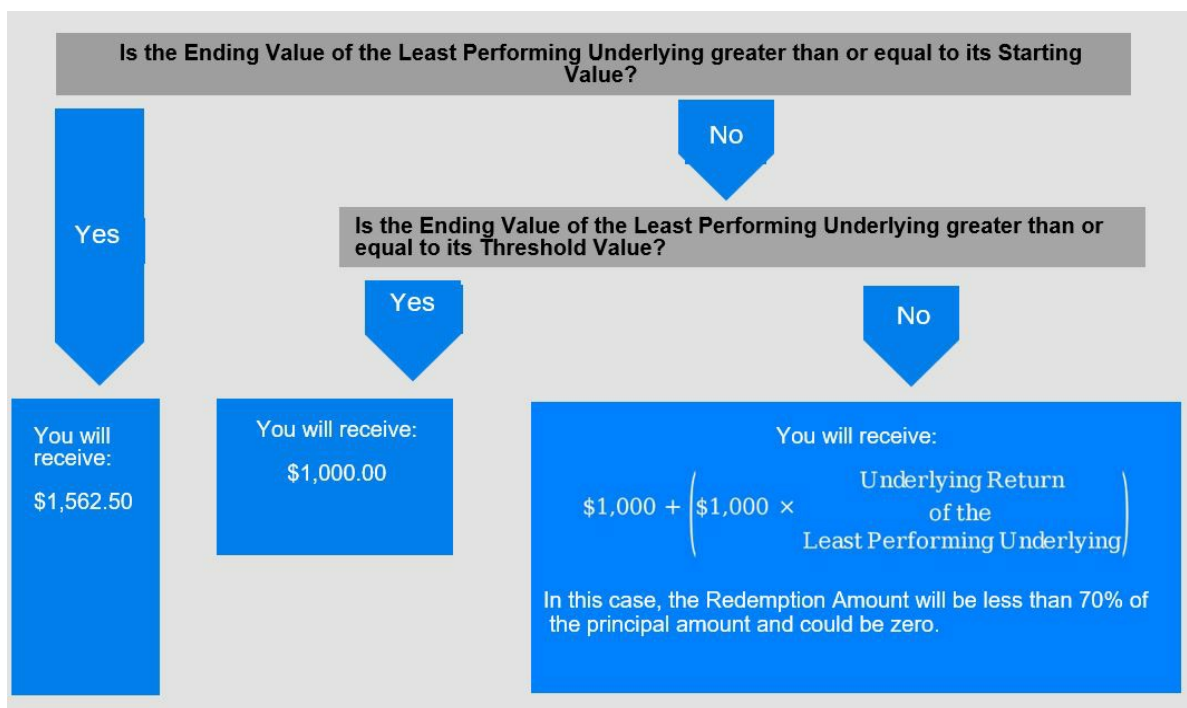 Is the Ending Value of the Least Performing Underlying greater than or equal to its Starting
Value?
Yes
No
Is the Ending Value of the Least Performing Underlying greater than or
equal to its Threshold Value?
Yes
No
You will
receive:
$1,562.50
You will receive:
$1,000.00
You will receive:
$1,000 + ($1,000 × Underlying Return
of the
Least Performing Underlying)
In this case, the Redemption Amount will be less than 70% of
the principal amount and could be zero.